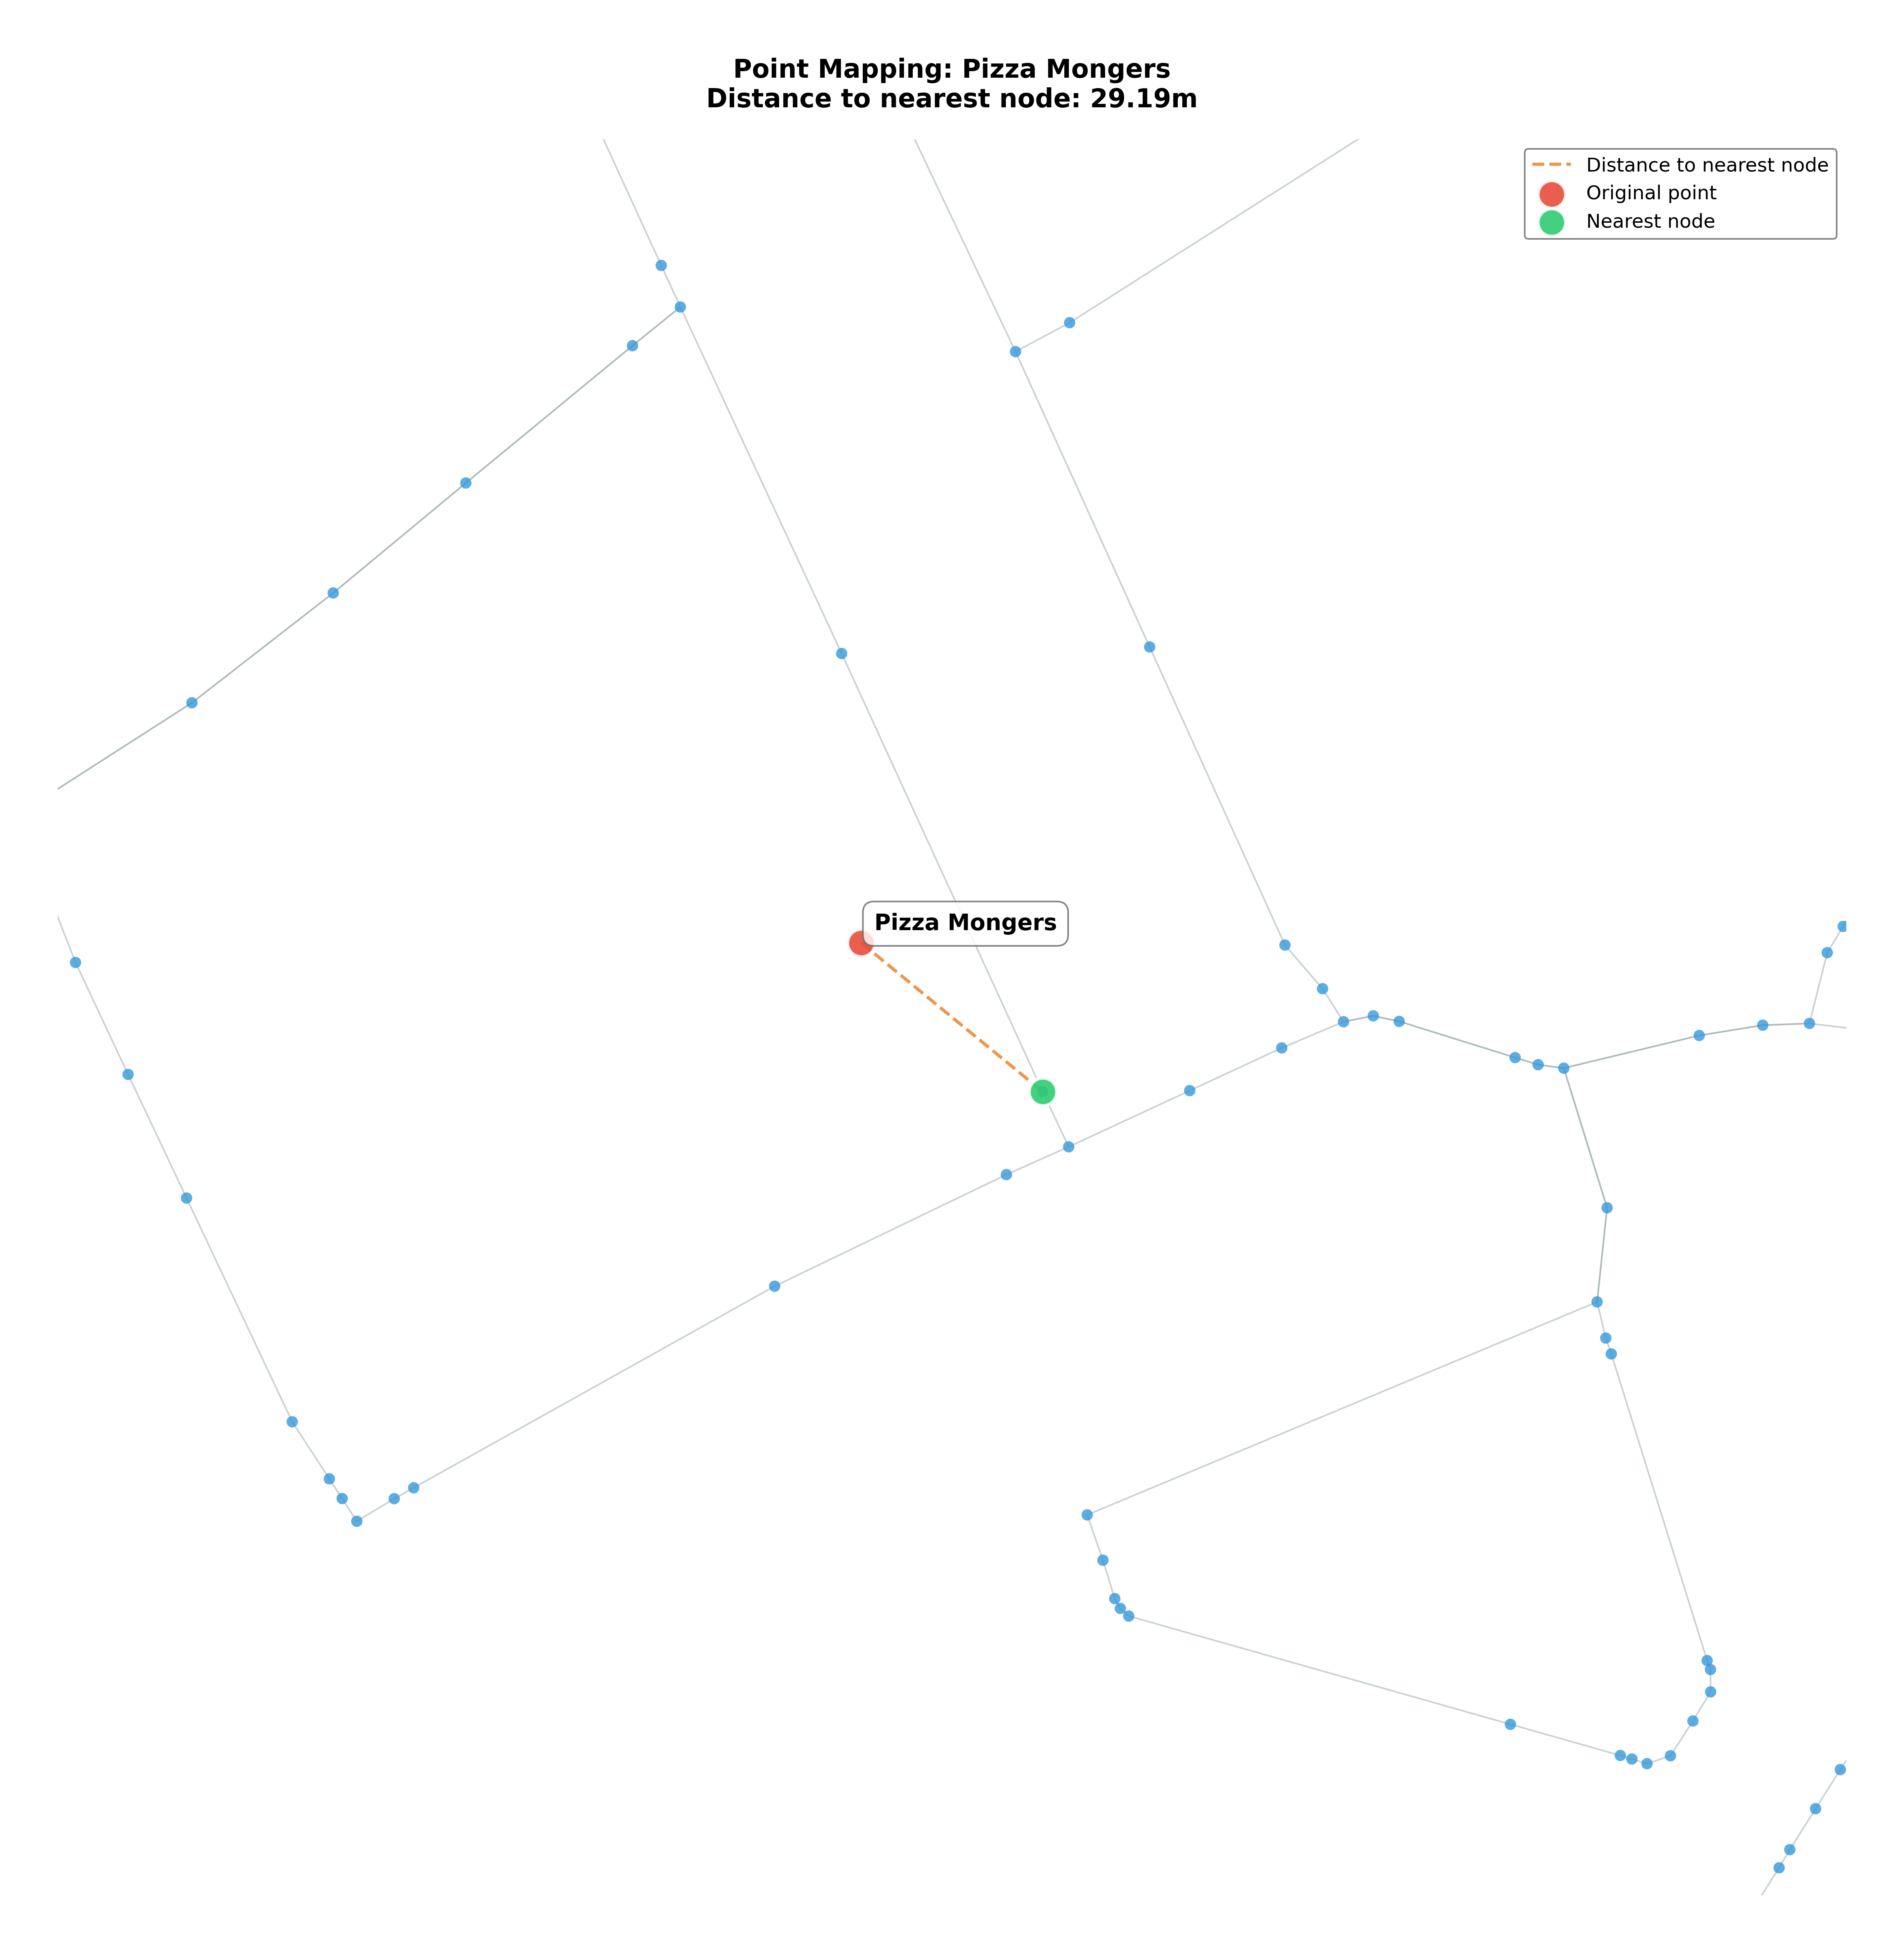 Point Mapping: Pizza Mongers
Distance to nearest node: 29.19m
Distance to nearest node
Original point
Nearest node
Pizza Mongers